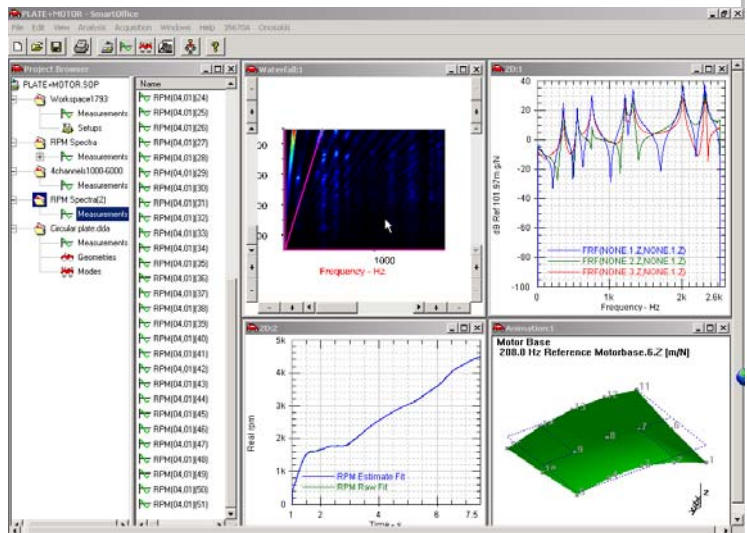 PLATE+MOTOR - SmartOffice
File Edit View Analysis Acquisition Windows Help 35670A Onosokki
Project Browser
PLATE+MOTOR.SOP
Workspace1793
Measurements
Setups
RPM Spectra
Measurements
4channels1000-6000
Measurements
RPM Spectra(2)
Measurements
Circular plate.dda
Measurements
Geometries
Modes
Name
RPM(04,01)[24)
RPM(04,01)[25)
RPM(04,01)[26)
RPM(04,01)[27)
RPM(04,01)[28)
RPM(04,01)[29)
RPM(04,01)[30)
RPM(04,01)[31)
RPM(04,01)[32)
RPM(04,01)[33)
RPM(04,01)[34)
RPM(04,01)[35)
RPM(04,01)[36)
RPM(04,01)[37)
RPM(04,01)[38)
RPM(04,01)[39)
RPM(04,01)[40)
RPM(04,01)[41)
RPM(04,01)[42)
RPM(04,01)[43)
RPM(04,01)[44)
RPM(04,01)[45)
RPM(04,01)[46)
RPM(04,01)[47)
RPM(04,01)[48)
RPM(04,01)[49)
RPM(04,01)[50)
RPM(04,01)[51)
Waterfall:1
1000
Frequency - Hz
2D:1
40
20
0
-20
-40
-60
-80
-100
dB Ref 101.97m g/N
FRF(NONE.1.Z,NONE.1.Z)
FRF(NONE.2.Z,NONE.1.Z)
FRF(NONE.3.Z,NONE.1.Z)
0 1k 2k 2.6k
Frequency - Hz
2D:2
5k
4k
3k
2k
1k
0
Real rpm
RPM Estimate Fit
RPM Raw Fit
1 2 4 6 7.5
Time - s
Animation:1
Motor Base
208.0 Hz Reference Motorbase.6.Z [m/N]
11
6
7
8
9
1
Z